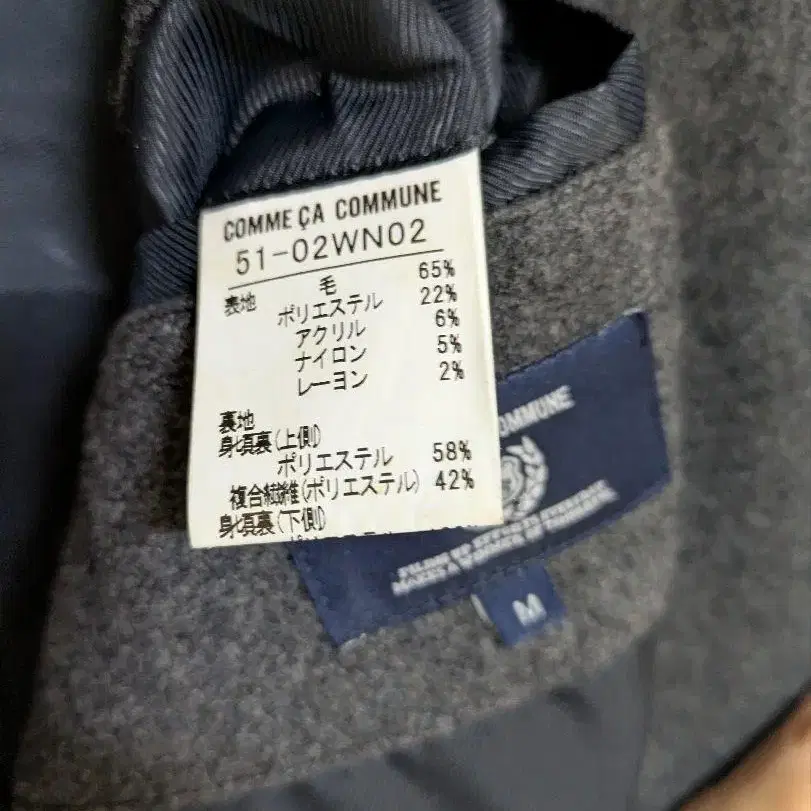 COMME ÇA COMMUNE
51-02WN02
表地 毛 65%
ポリエステル 22%
アクリル 6%
ナイロン 5%
レーヨン 2%
裏地
身頃裏(上側)
ポリエステル 58%
複合繊維(ポリエステル) 42%
身頃裏(下側)
COMMUNE
M